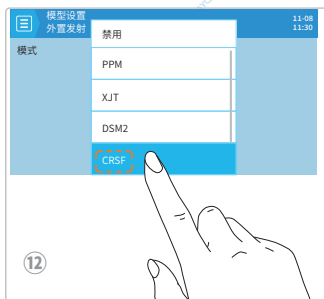 模型设置
外置发射
11-08
11:30
模式
禁用
PPM
XJT
DSM2
CRSF
⑫